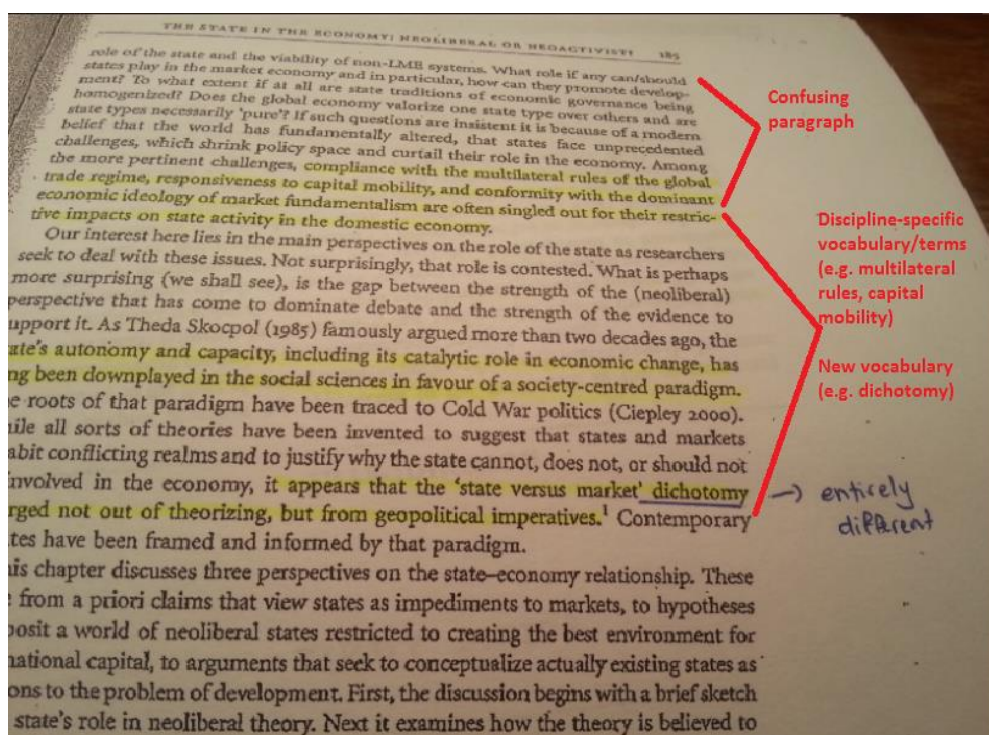 THE STATE IN THE ECONOMY: NEOLIBERAL OR NEOACTIVIST? 185
role of the state and the viability of non-LME systems. What role if any can/should
states play in the market economy and in particular, how can they promote develop-
ment? To what extent if as all are state traditions of economic governance being
homogenized? Does the global economy valorize one state type over others and are
state types necessarily 'pure'? If such questions are insistent it is because of a modern
belief that the world has fundamentally altered, that states face unprecedented
challenges, which shrink policy space and curtail their role in the economy. Among
the more pertinent challenges, compliance with the multilateral rules of the global
trade regime, responsiveness to capital mobility, and conformity with the dominant
economic ideology of market fundamentalism are often singled out for their restric-
tive impacts on state activity in the domestic economy.
Our interest here lies in the main perspectives on the role of the state as researchers
seek to deal with these issues. Not surprisingly, that role is contested. What is perhaps
more surprising (we shall see), is the gap between the strength of the (neoliberal)
perspective that has come to dominate debate and the strength of the evidence to
upport it. As Theda Skocpol (1985) famously argued more than two decades ago, the
ate's autonomy and capacity, including its catalytic role in economic change, has
ng been downplayed in the social sciences in favour of a society-centred paradigm.
e roots of that paradigm have been traced to Cold War politics (Ciepley 2000).
ile all sorts of theories have been invented to suggest that states and markets
abit conflicting realms and to justify why the state cannot, does not, or should not
involved in the economy, it appears that the 'state versus market' dichotomy
rged not out of theorizing, but from geopolitical imperatives.¹ Contemporary
tes have been framed and informed by that paradigm.
is chapter discusses three perspectives on the state–economy relationship. These
from a priori claims that view states as impediments to markets, to hypotheses
posit a world of neoliberal states restricted to creating the best environment for
national capital, to arguments that seek to conceptualize actually existing states as
ons to the problem of development. First, the discussion begins with a brief sketch
state's role in neoliberal theory. Next it examines how the theory is believed to
Confusing
paragraph
Discipline-specific
vocabulary/terms
(e.g. multilateral
rules, capital
mobility)
New vocabulary
(e.g. dichotomy)
→ entirely
different